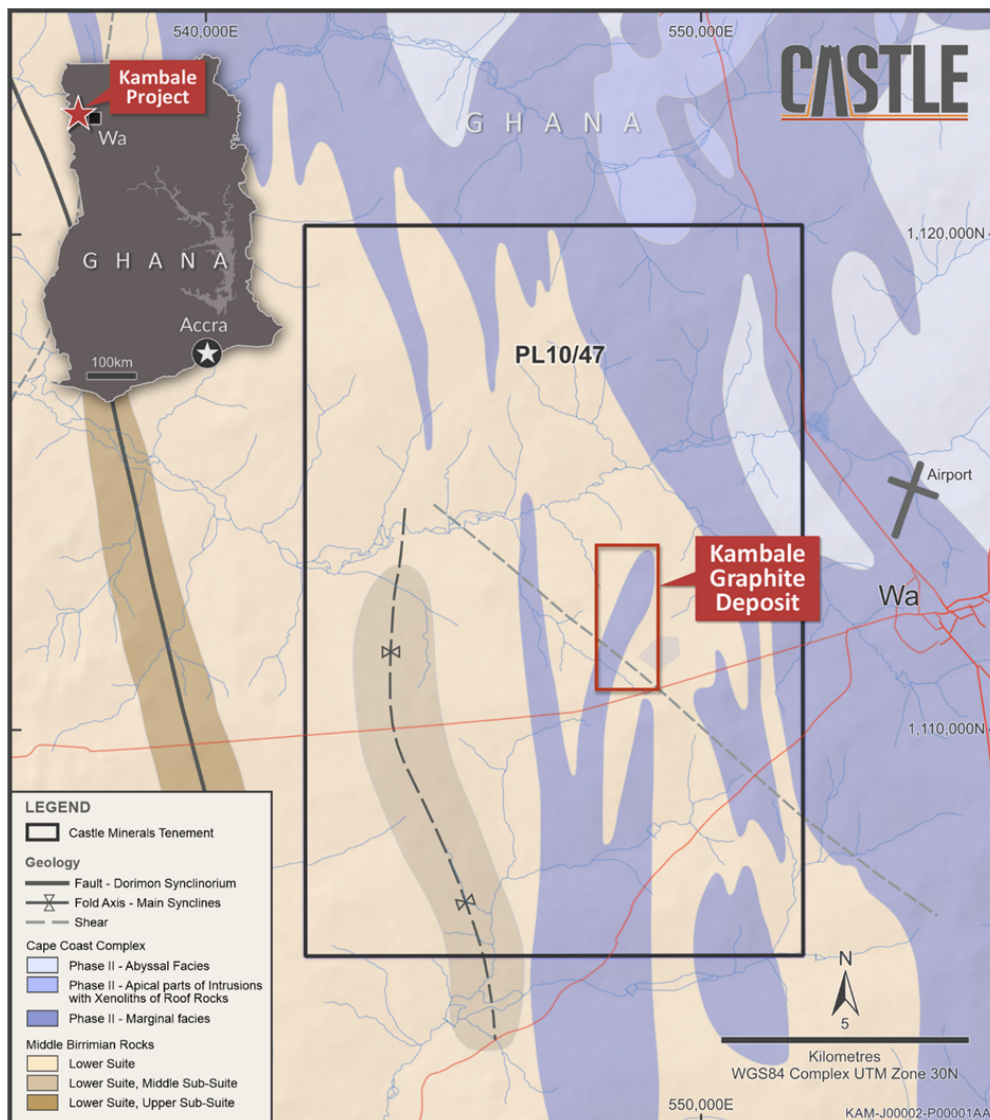 540,000E
550,000E
CASTLE
Kambale
Project
Wa
GHANA
GHANA
Accra
100km
1,120,000N
PL10/47
Airport
Kambale
Graphite
Deposit
Wa
1,110,000N
LEGEND
Castle Minerals Tenement
Geology
Fault - Dorimon Synclinorium
Fold Axis - Main Synclines
Shear
Cape Coast Complex
Phase II - Abyssal Facies
Phase II - Apical parts of Intrusions
with Xenoliths of Roof Rocks
Phase II - Marginal facies
Middle Birrimian Rocks
Lower Suite
Lower Suite, Middle Sub-Suite
Lower Suite, Upper Sub-Suite
N
5
Kilometres
WGS84 Complex UTM Zone 30N
550,000E
KAM-J00002-P00001AA